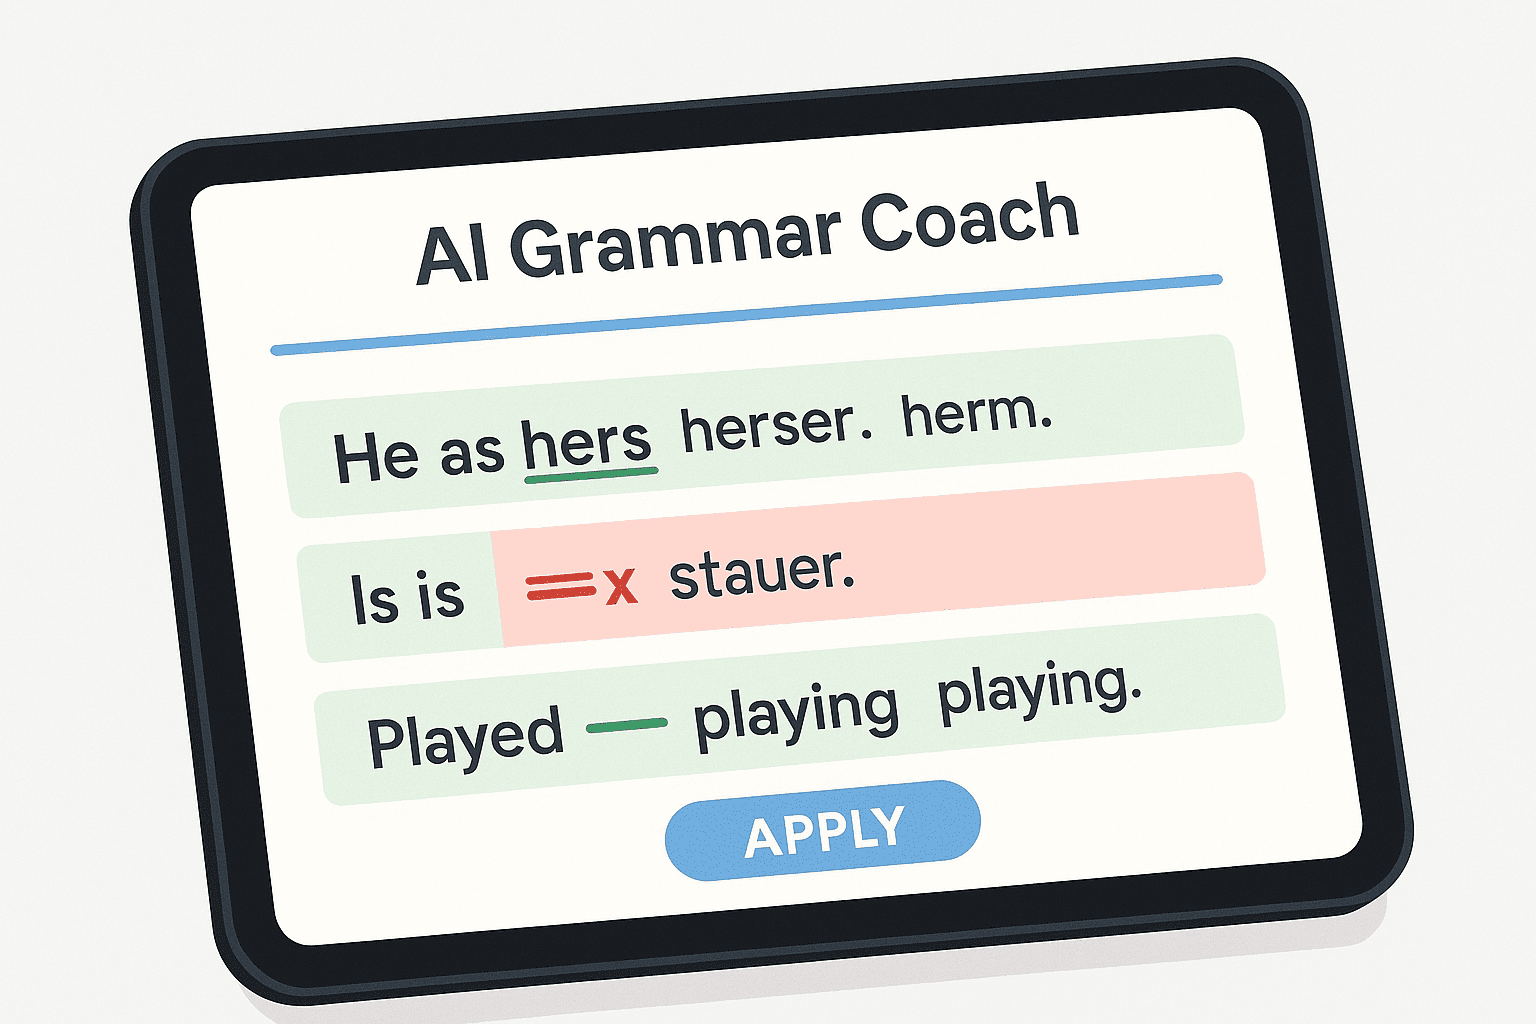 AI Grammar Coach
He as hers herser. herm.
Is is =x stauer.
Played — playing playing.
APPLY